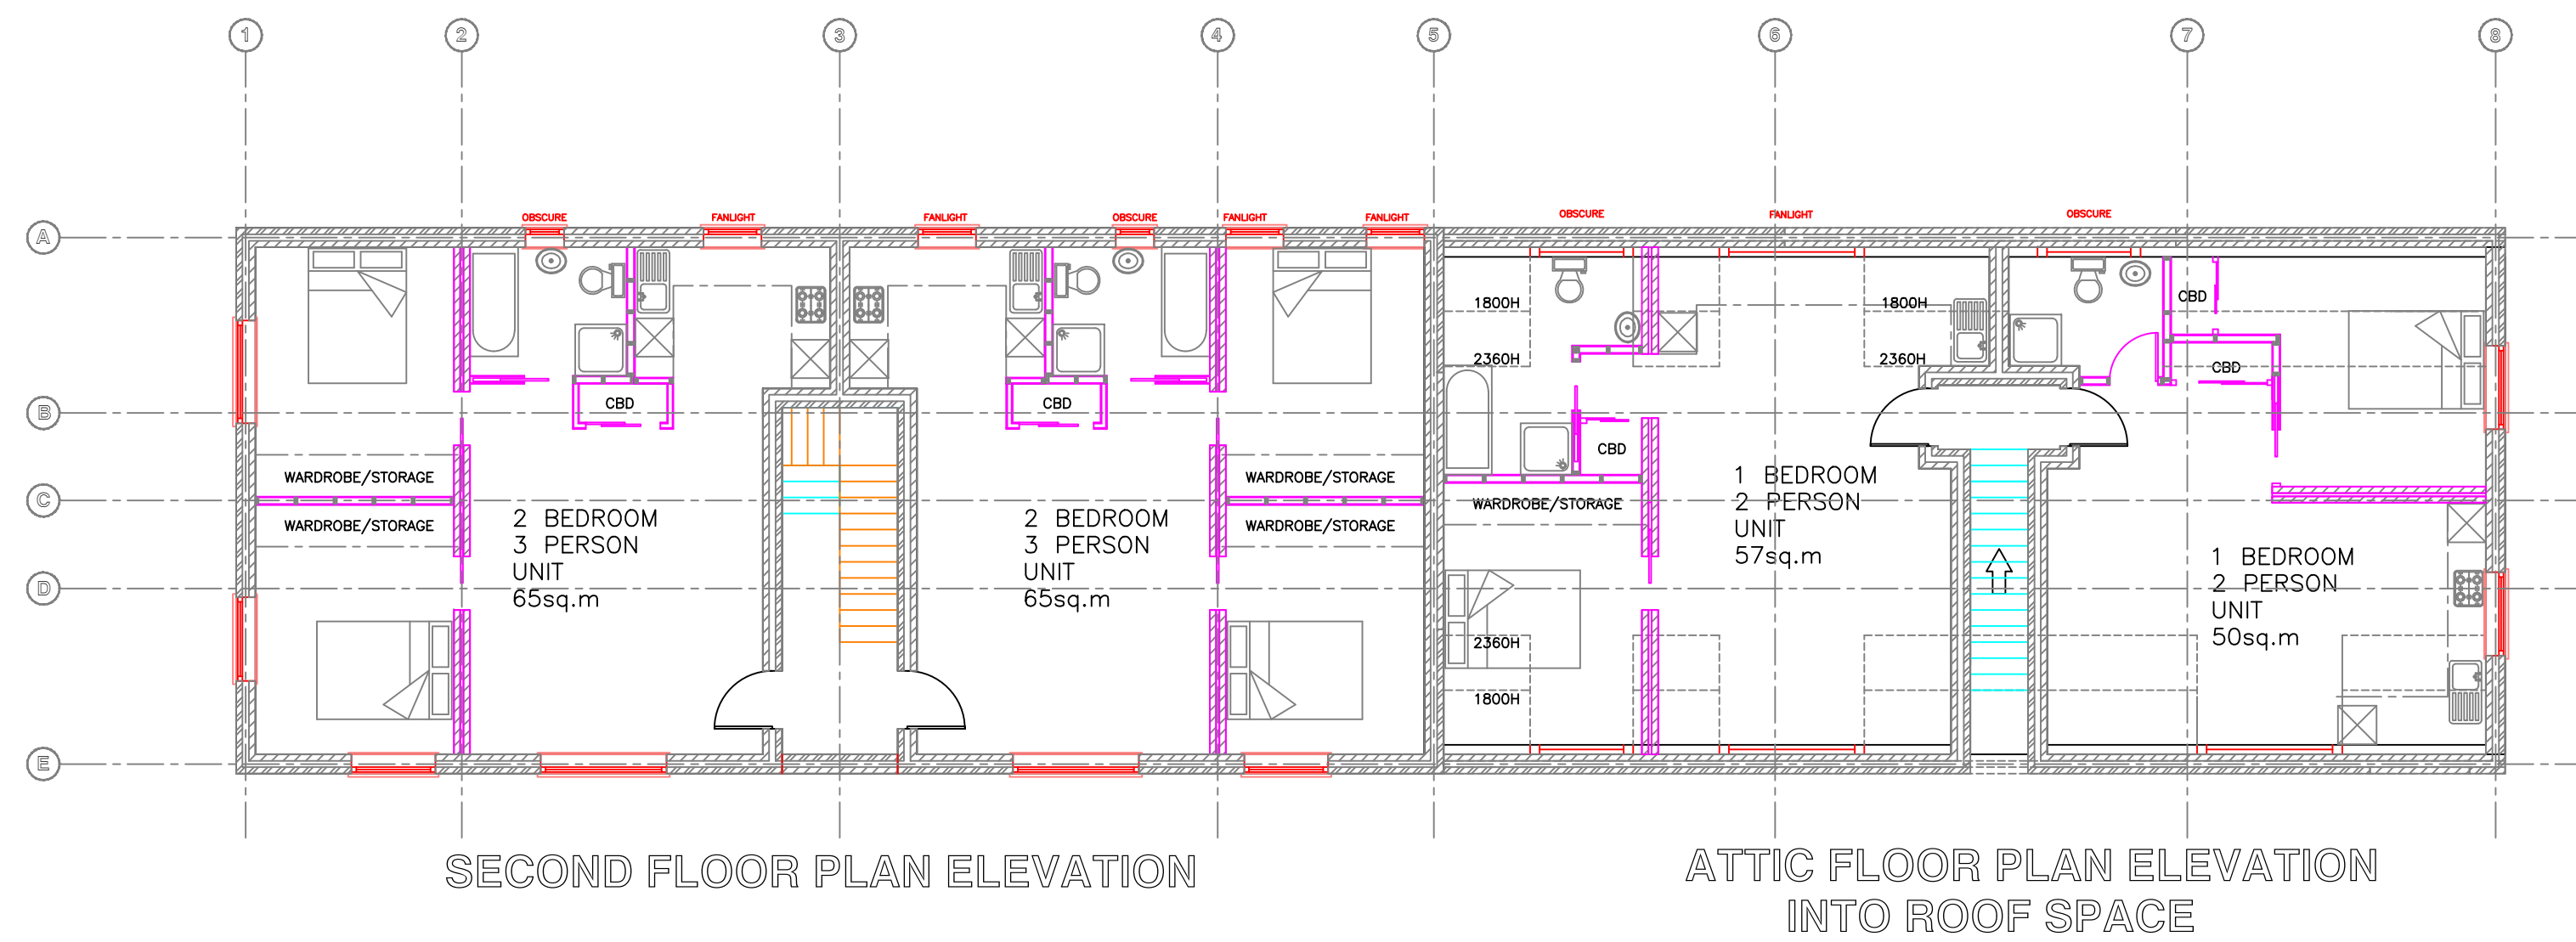 1 2 3 4 5 6 7 8
A
OBSCURE FANLIGHT FANLIGHT OBSCURE FANLIGHT FANLIGHT OBSCURE FANLIGHT OBSCURE
CBD
1800H 1800H
2360H 2360H
CBD
B
CBD CBD
CBD
WARDROBE/STORAGE WARDROBE/STORAGE
C
WARDROBE/STORAGE
WARDROBE/STORAGE WARDROBE/STORAGE
2 BEDROOM
3 PERSON
UNIT
65sq.m
2 BEDROOM
3 PERSON
UNIT
65sq.m
1 BEDROOM
2 PERSON
UNIT
57sq.m
1 BEDROOM
2 PERSON
UNIT
50sq.m
D
2360H
1800H
E
SECOND FLOOR PLAN ELEVATION
ATTIC FLOOR PLAN ELEVATION
INTO ROOF SPACE